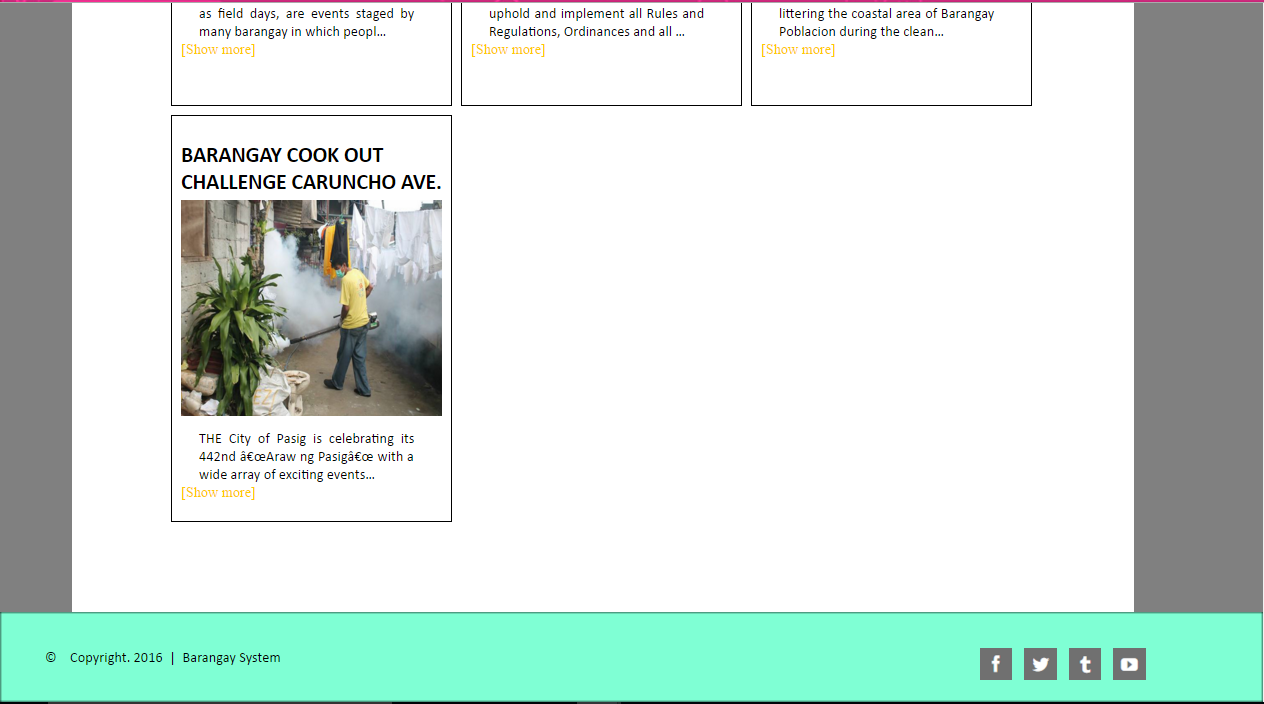 as field days, are events staged by
many barangay in which peopl...
[Show more]
uphold and implement all Rules and
Regulations, Ordinances and all ...
[Show more]
littering the coastal area of Barangay
Poblacion during the clean...
[Show more]
BARANGAY COOK OUT
CHALLENGE CARUNCHO AVE.
THE City of Pasig is celebrating its
442nd â€œAraw ng Pasigâ€œ with a
wide array of exciting events...
[Show more]
© Copyright. 2016 | Barangay System